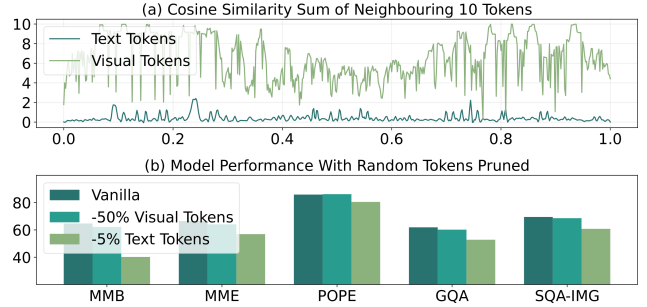 (a) Cosine Similarity Sum of Neighbouring 10 Tokens
10
8
6
4
2
0
Text Tokens
Visual Tokens
0.0 0.2 0.4 0.6 0.8 1.0
(b) Model Performance With Random Tokens Pruned
80
60
40
Vanilla
-50% Visual Tokens
-5% Text Tokens
MMB MME POPE GQA SQA-IMG